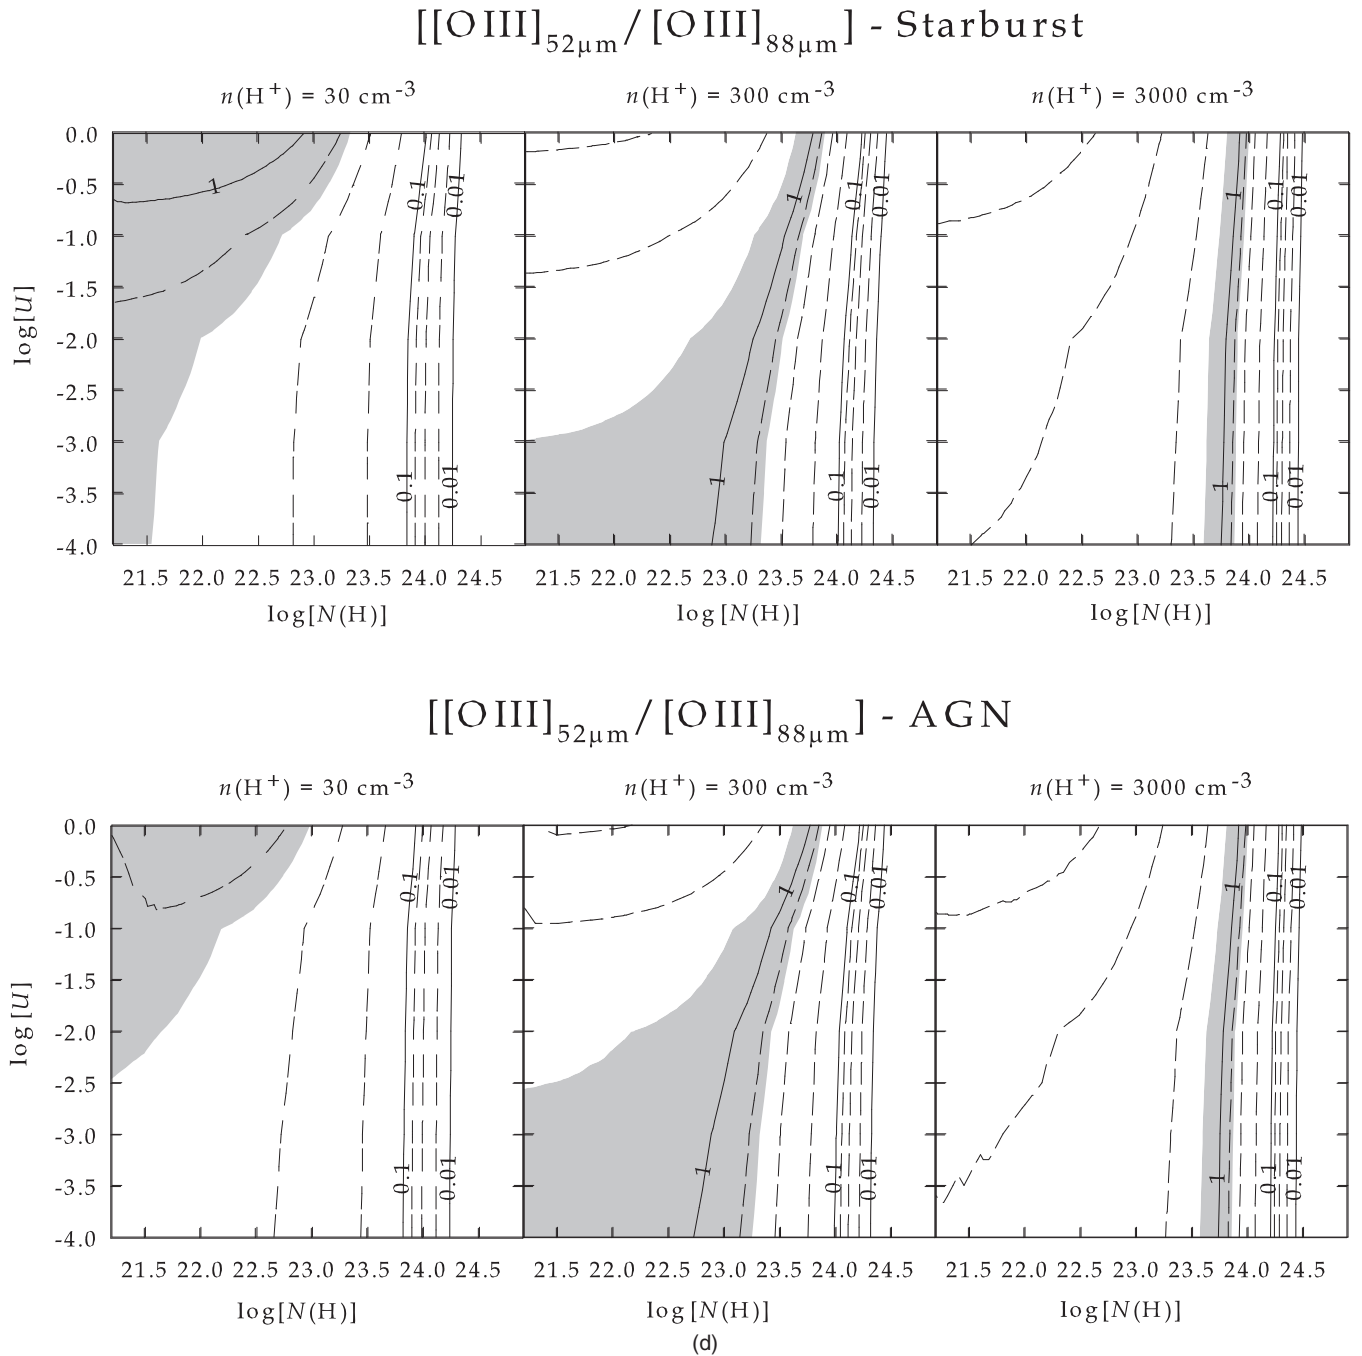 [[O III]52μm/[O III]88μm] - Starburst
n(H+) = 30 cm-3
n(H+) = 300 cm-3
n(H+) = 3000 cm-3
0.0
-0.5
-1.0
-1.5
-2.0
-2.5
-3.0
-3.5
-4.0
log[U]
1
0.1
0.01
0.1
0.01
1
0.1
0.01
1
0.1
0.01
1
0.1
0.01
1
0.1
0.01
21.5 22.0 22.5 23.0 23.5 24.0 24.5
21.5 22.0 22.5 23.0 23.5 24.0 24.5
21.5 22.0 22.5 23.0 23.5 24.0 24.5
log[N(H)]
log[N(H)]
log[N(H)]
[[O III]52μm/[O III]88μm] - AGN
n(H+) = 30 cm-3
n(H+) = 300 cm-3
n(H+) = 3000 cm-3
0.0
-0.5
-1.0
-1.5
-2.0
-2.5
-3.0
-3.5
-4.0
log[U]
0.1
0.01
0.1
0.01
1
0.1
0.01
1
0.1
0.01
1
0.1
0.01
1
0.1
0.01
21.5 22.0 22.5 23.0 23.5 24.0 24.5
21.5 22.0 22.5 23.0 23.5 24.0 24.5
21.5 22.0 22.5 23.0 23.5 24.0 24.5
log[N(H)]
log[N(H)]
log[N(H)]
(d)